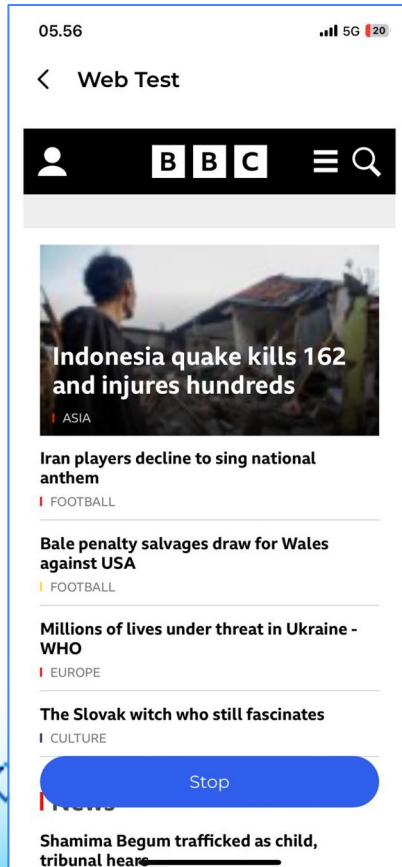 05.56
5G 20
Web Test
BBC
Indonesia quake kills 162
and injures hundreds
ASIA
Iran players decline to sing national
anthem
FOOTBALL
Bale penalty salvages draw for Wales
against USA
FOOTBALL
Millions of lives under threat in Ukraine -
WHO
EUROPE
The Slovak witch who still fascinates
CULTURE
Stop
News
Shamima Begum trafficked as child,
tribunal hears